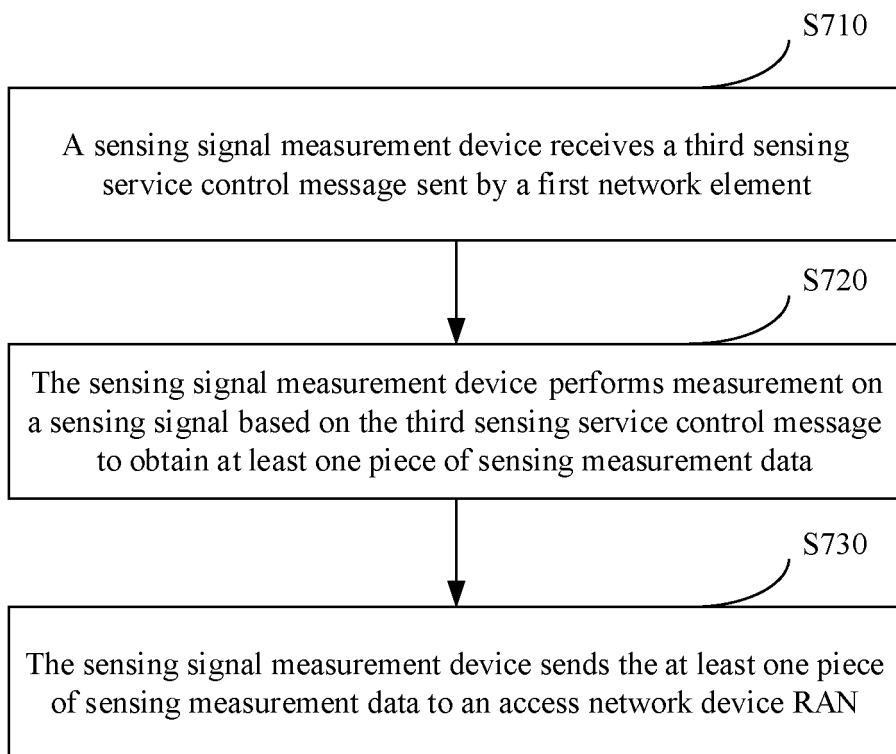 S710
A sensing signal measurement device receives a third sensing
service control message sent by a first network element
S720
The sensing signal measurement device performs measurement on
a sensing signal based on the third sensing service control message
to obtain at least one piece of sensing measurement data
S730
The sensing signal measurement device sends the at least one piece
of sensing measurement data to an access network device RAN